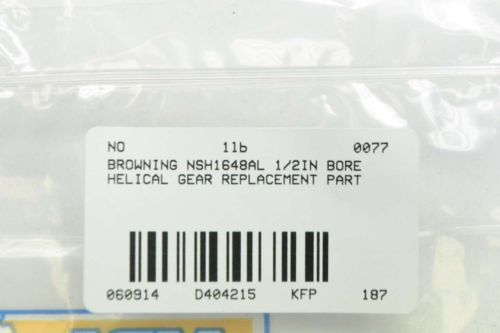 NO 1lb 0077
BROWNING NSH1648AL 1/2IN BORE
HELICAL GEAR REPLACEMENT PART
060914 D404215 KFP 187